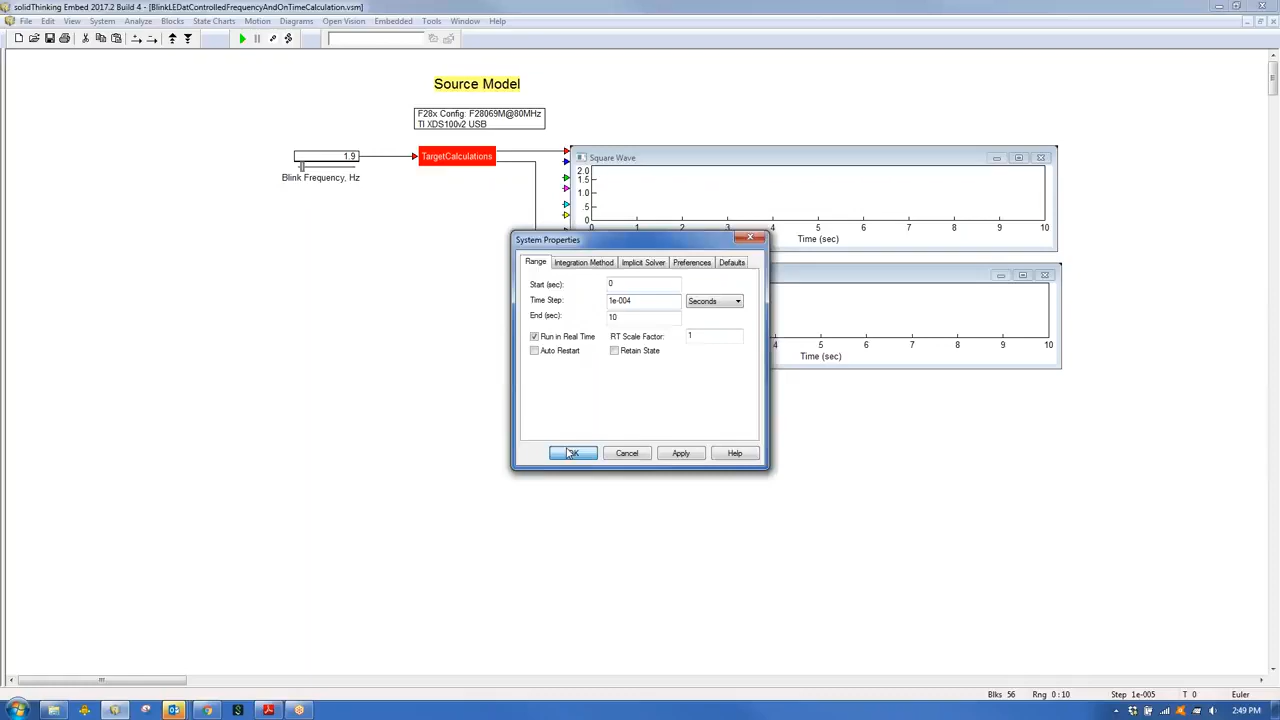 solidThinking Embed 2017.2 Build 4 - [BlinkLEDatControlledFrequencyAndOnTimeCalculation.vsm]
File Edit View System Analyze Blocks State Charts Motion Diagrams Open Vision Embedded Tools Window Help
Source Model
F28x Config: F28069M@80MHz
TI XDS100v2 USB
1.9
Blink Frequency, Hz
TargetCalculations
Square Wave
2.0
1.5
1.0
.5
0
0 1 2 3 4 5 6 7 8 9 10
Time (sec)
4 5 6 7 8 9 10
Time (sec)
System Properties
Range Integration Method Implicit Solver Preferences Defaults
Start (sec): 0
Time Step: 1e-004 Seconds
End (sec): 10
Run in Real Time RT Scale Factor: 1
Auto Restart Retain State
OK Cancel Apply Help
Blks 56 Rng 0:10 Step 1e-005 T 0 Euler
2:49 PM